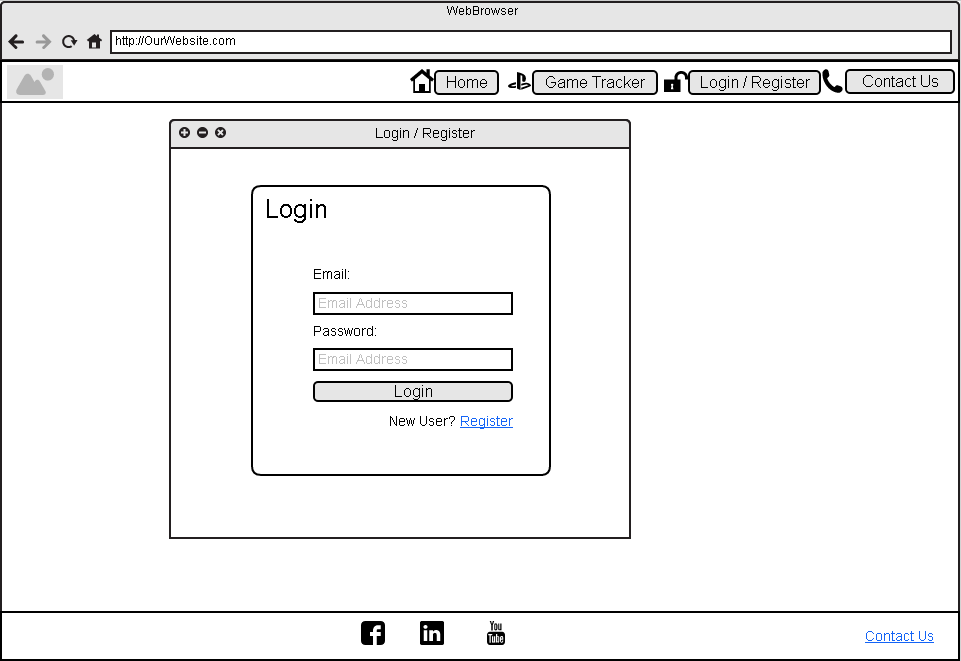 WebBrowser
http://OurWebsite.com
Home Game Tracker Login / Register Contact Us
Login / Register
Login
Email:
Email Address
Password:
Email Address
Login
New User? Register
You
Tube
Contact Us